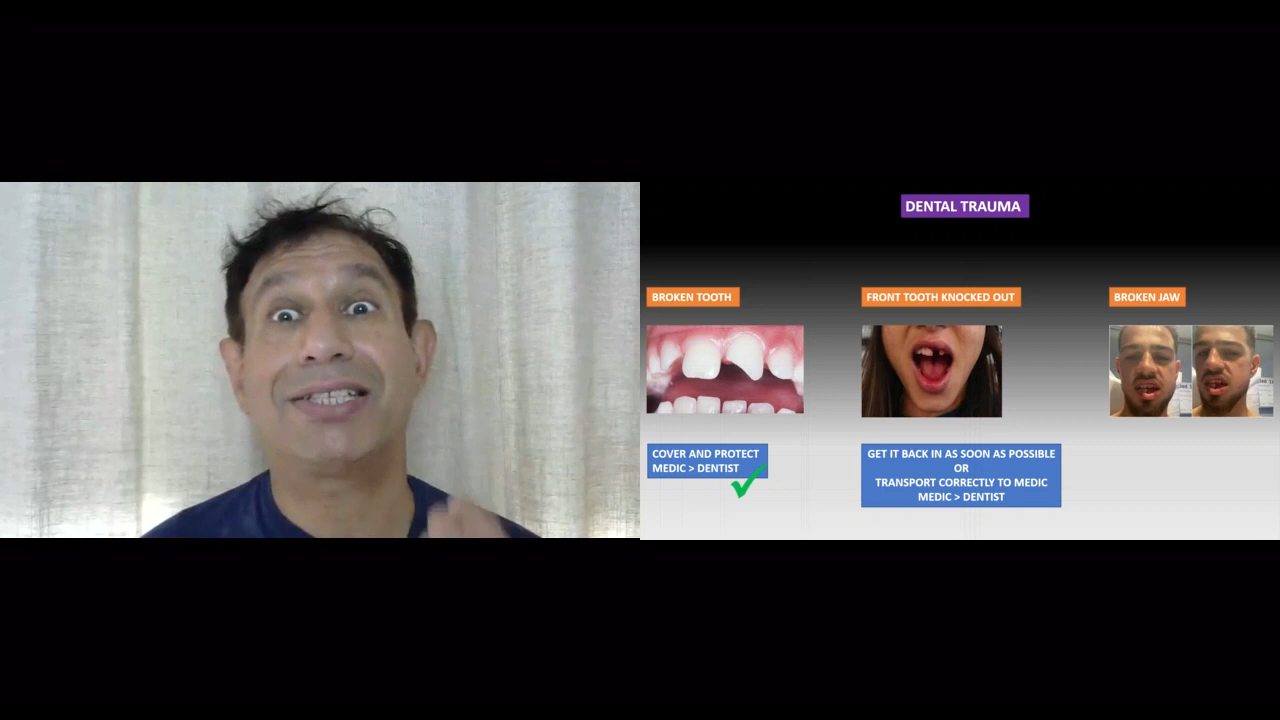 DENTAL TRAUMA
BROKEN TOOTH
FRONT TOOTH KNOCKED OUT
BROKEN JAW
COVER AND PROTECT
MEDIC > DENTIST
GET IT BACK IN AS SOON AS POSSIBLE
OR
TRANSPORT CORRECTLY TO MEDIC
MEDIC > DENTIST